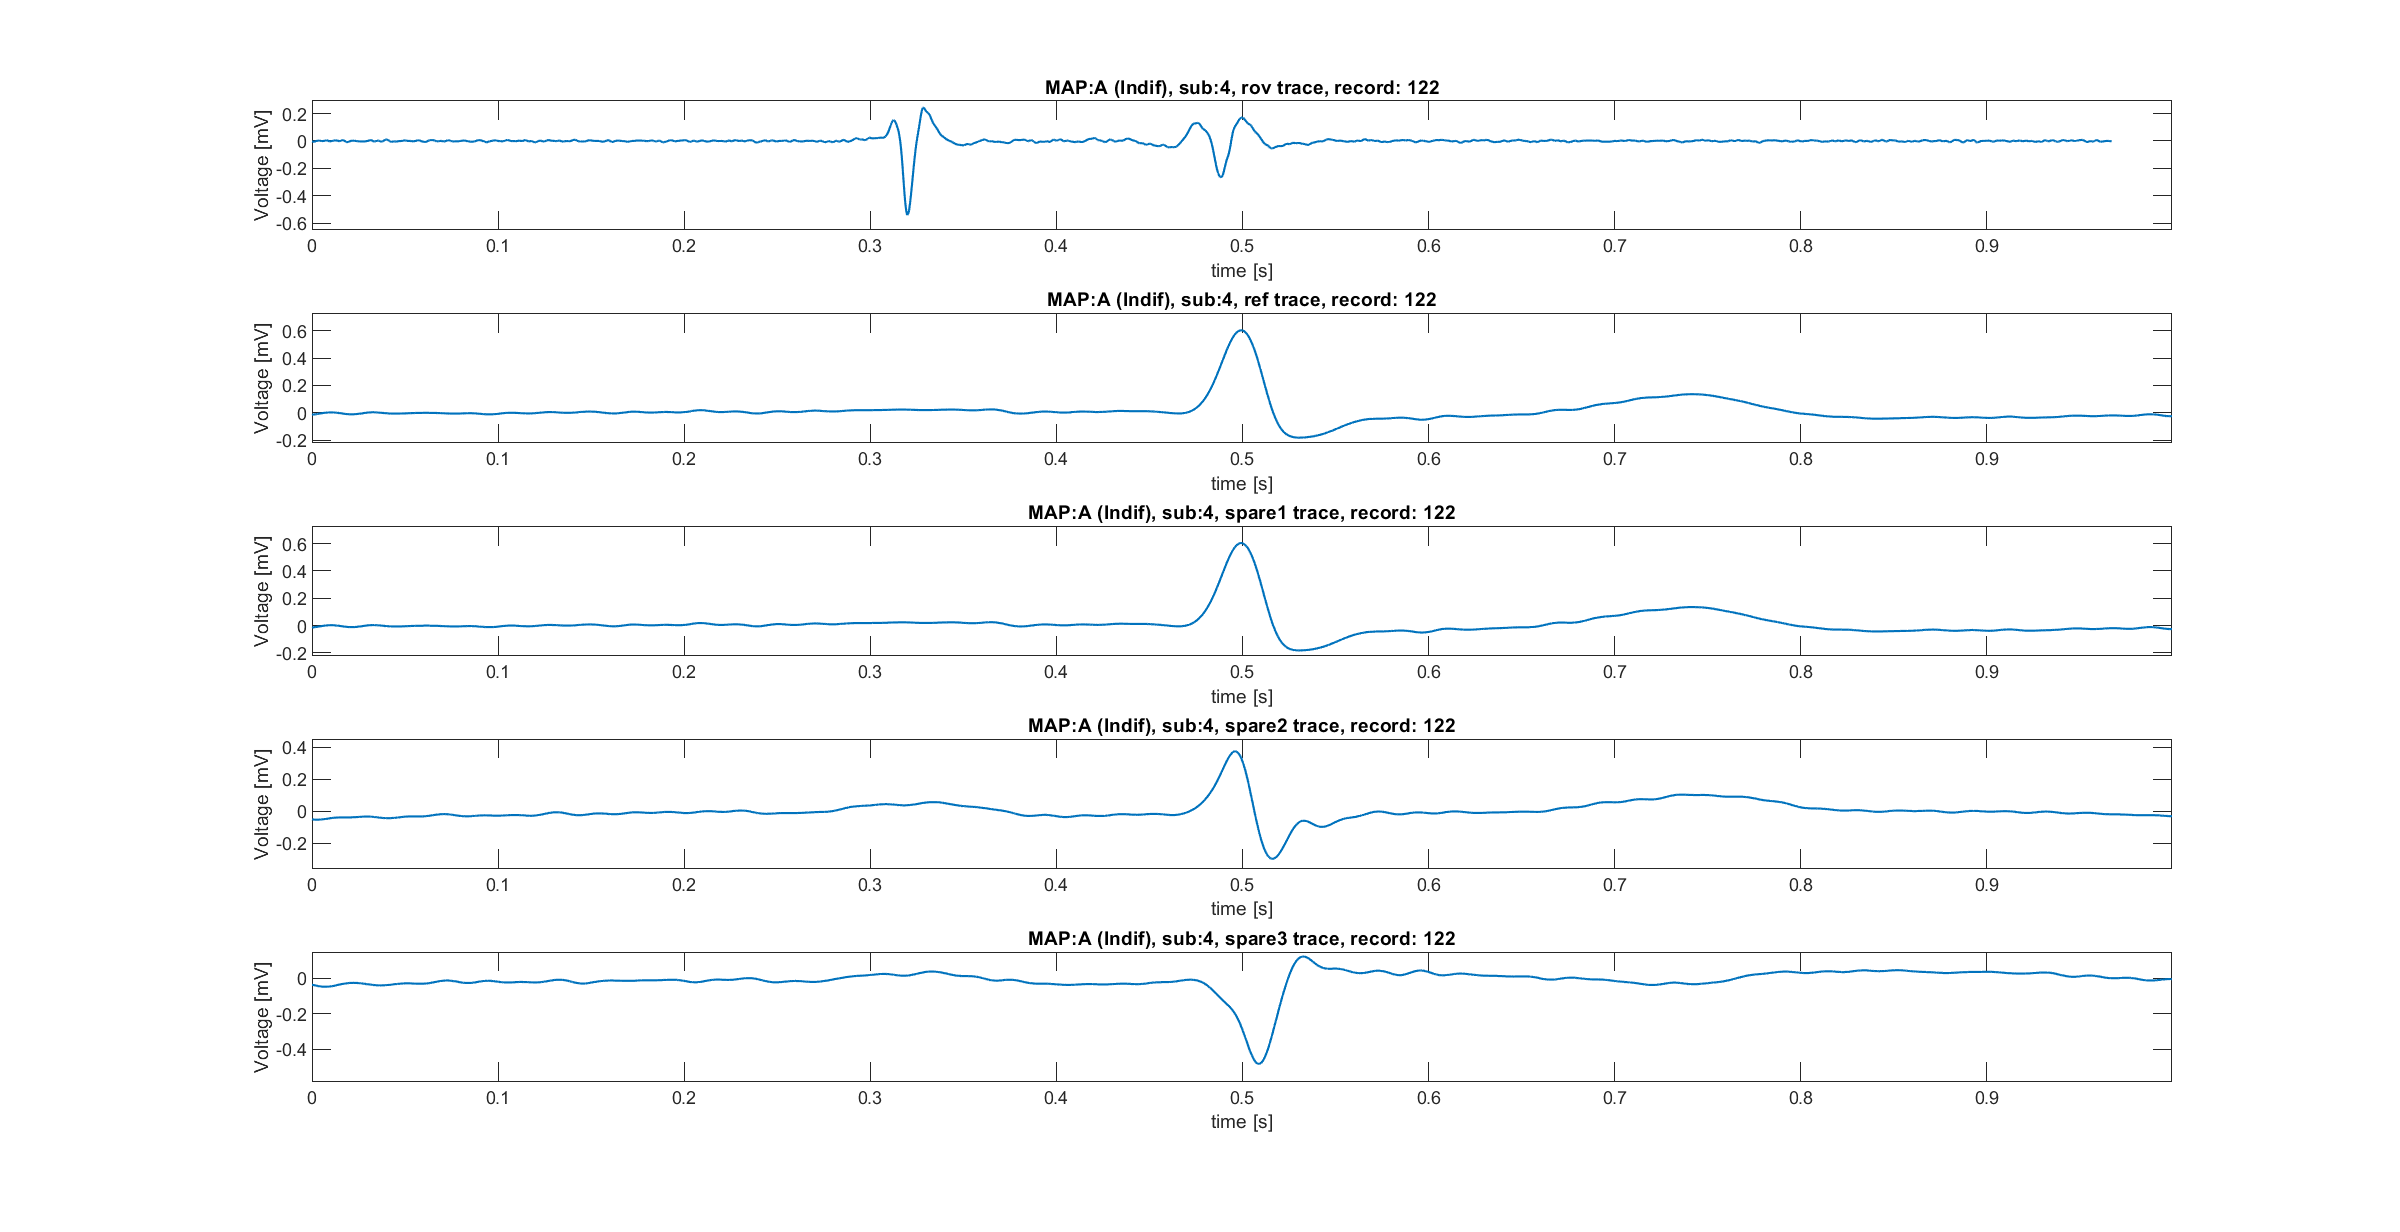 MAP:A (Indif), sub:4, rov trace, record: 122
Voltage [mV]
0.2
0
-0.2
-0.4
-0.6
0 0.1 0.2 0.3 0.4 0.5 0.6 0.7 0.8 0.9
time [s]
MAP:A (Indif), sub:4, ref trace, record: 122
Voltage [mV]
0.6
0.4
0.2
0
-0.2
0 0.1 0.2 0.3 0.4 0.5 0.6 0.7 0.8 0.9
time [s]
MAP:A (Indif), sub:4, spare1 trace, record: 122
Voltage [mV]
0.6
0.4
0.2
0
-0.2
0 0.1 0.2 0.3 0.4 0.5 0.6 0.7 0.8 0.9
time [s]
MAP:A (Indif), sub:4, spare2 trace, record: 122
Voltage [mV]
0.4
0.2
0
-0.2
0 0.1 0.2 0.3 0.4 0.5 0.6 0.7 0.8 0.9
time [s]
MAP:A (Indif), sub:4, spare3 trace, record: 122
Voltage [mV]
0
-0.2
-0.4
0 0.1 0.2 0.3 0.4 0.5 0.6 0.7 0.8 0.9
time [s]